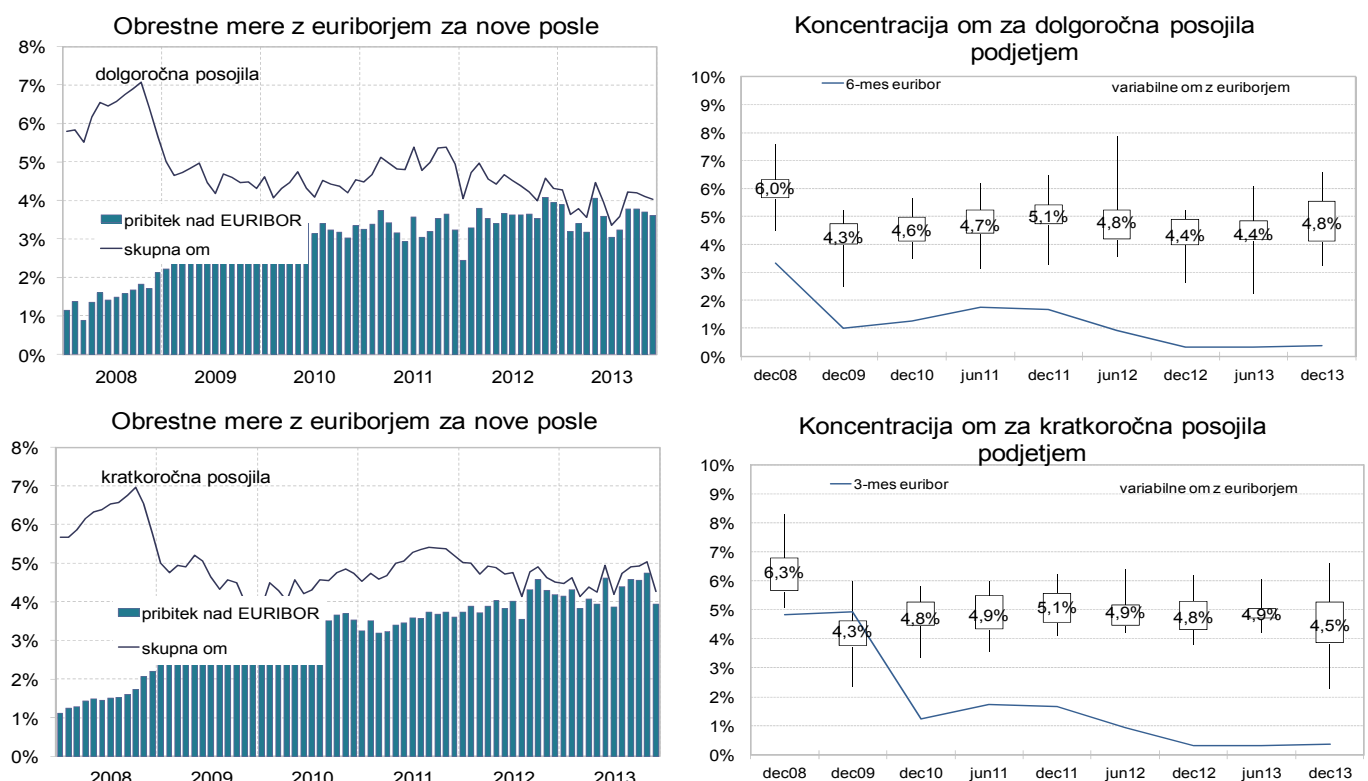 Obrestne mere z euriborjem za nove posle
8%
7%
6%
5%
4%
3%
2%
1%
0%
dolgoročna posojila
pribitek nad EURIBOR
skupna om
2008 2009 2010 2011 2012 2013
Koncentracija om za dolgoročna posojila
podjetjem
10%
9%
8%
7%
6%
5%
4%
3%
2%
1%
0%
6-mes euribor
variabilne om z euriborjem
6,0% 4,3% 4,6% 4,7% 5,1% 4,8% 4,4% 4,4% 4,8%
dec08 dec09 dec10 jun11 dec11 jun12 dec12 jun13 dec13
Obrestne mere z euriborjem za nove posle
8%
7%
6%
5%
4%
3%
2%
1%
0%
kratkoročna posojila
pribitek nad EURIBOR
skupna om
2008 2009 2010 2011 2012 2013
Koncentracija om za kratkoročna posojila
podjetjem
10%
9%
8%
7%
6%
5%
4%
3%
2%
1%
0%
3-mes euribor
variabilne om z euriborjem
6,3% 4,3% 4,8% 4,9% 5,1% 4,9% 4,8% 4,9% 4,5%
dec08 dec09 dec10 jun11 dec11 jun12 dec12 jun13 dec13